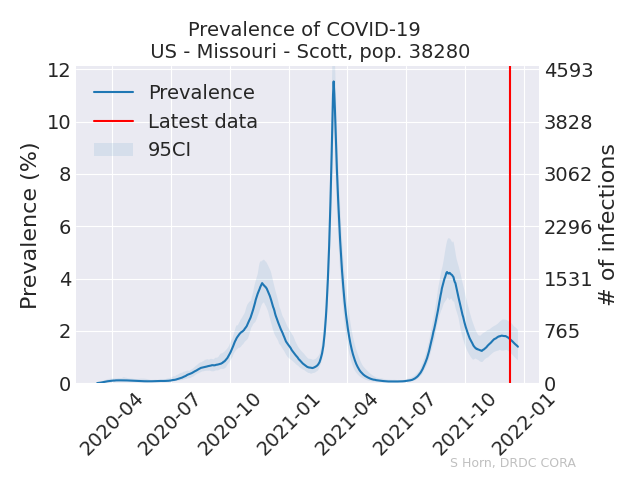 Prevalence of COVID-19
US - Missouri - Scott, pop. 38280
Prevalence
Latest data
95CI
Prevalence (%)
12
10
8
6
4
2
0
4593
3828
3062
2296
1531
765
0
# of infections
2020-04
2020-07
2020-10
2021-01
2021-04
2021-07
2021-10
2022-01
S Horn, DRDC CORA